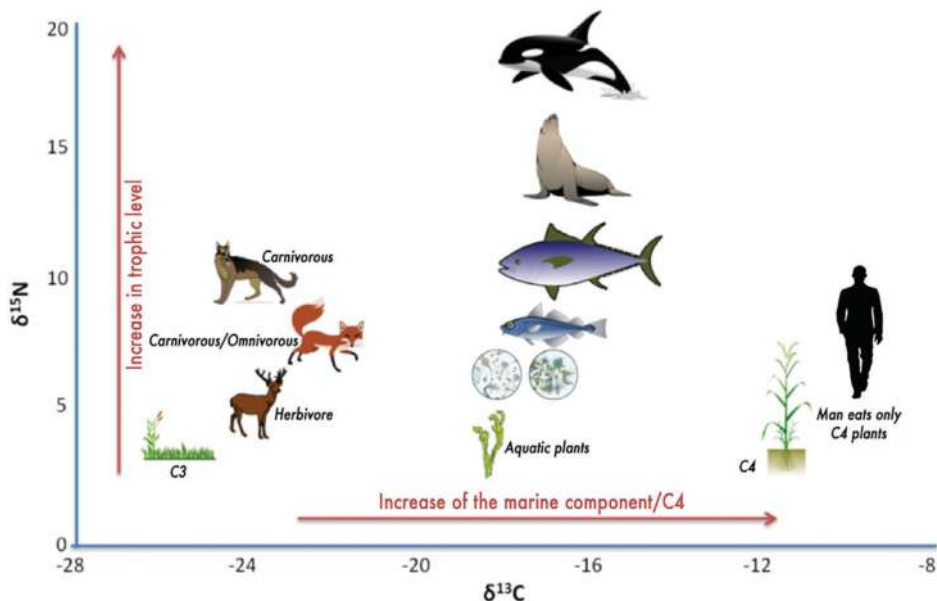 20
15
10
5
0
δ¹⁵N
Increase in trophic level
Carnivorous
Carnivorous/Omnivorous
Herbivore
C3
Aquatic plants
C4
Man eats only
C4 plants
Increase of the marine component/C4
-28
-24
-20
-16
-12
-8
δ¹³C